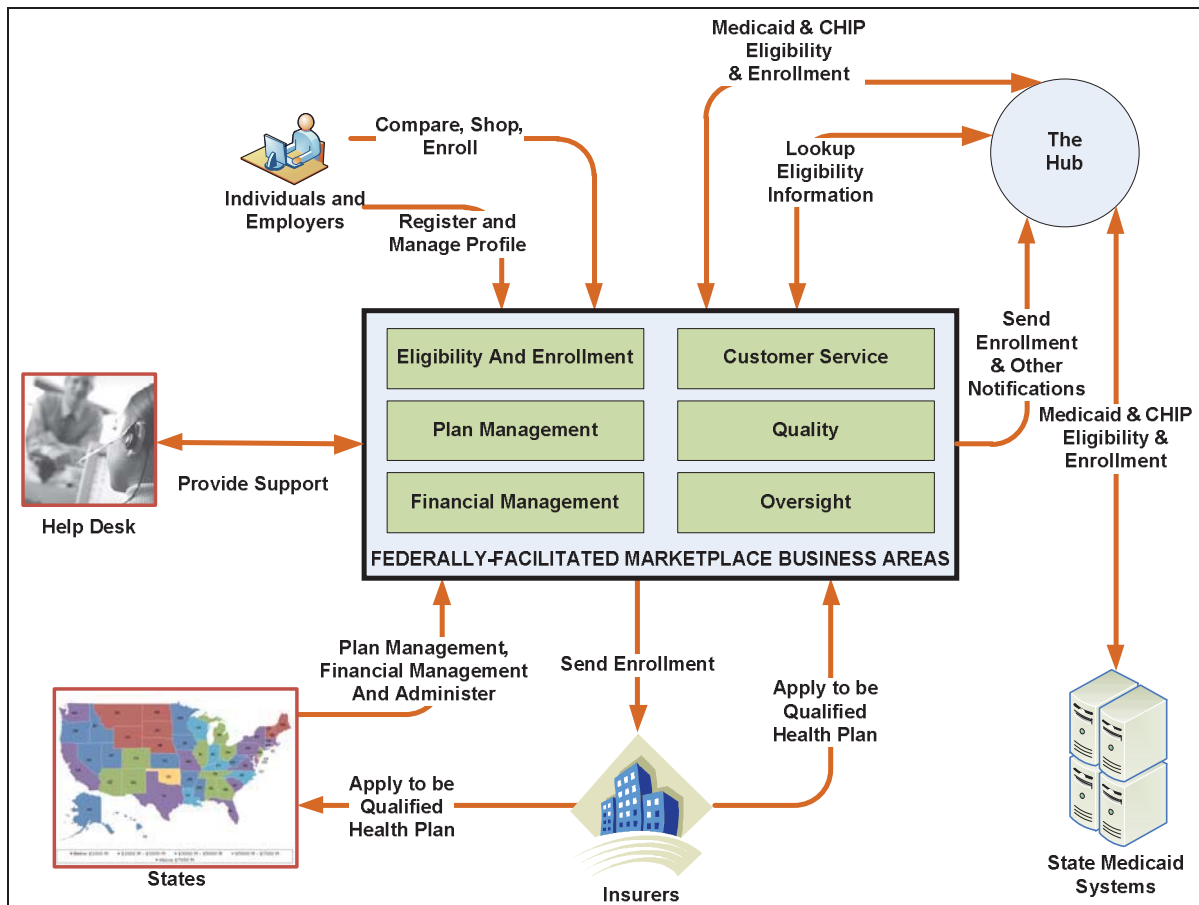 Medicaid & CHIP
Eligibility
& Enrollment
The
Hub
Compare, Shop,
Enroll
Lookup
Eligibility
Information
Individuals and
Employers
Register and
Manage Profile
Send
Enrollment
& Other
Notifications
Eligibility And Enrollment
Customer Service
Plan Management
Quality
Financial Management
Oversight
FEDERALLY-FACILITATED MARKETPLACE BUSINESS AREAS
Medicaid & CHIP
Eligibility &
Enrollment
Provide Support
Help Desk
Plan Management,
Financial Management
And Administer
Send Enrollment
Apply to be
Qualified
Health Plan
Apply to be
Qualified
Health Plan
States
Insurers
State Medicaid
Systems